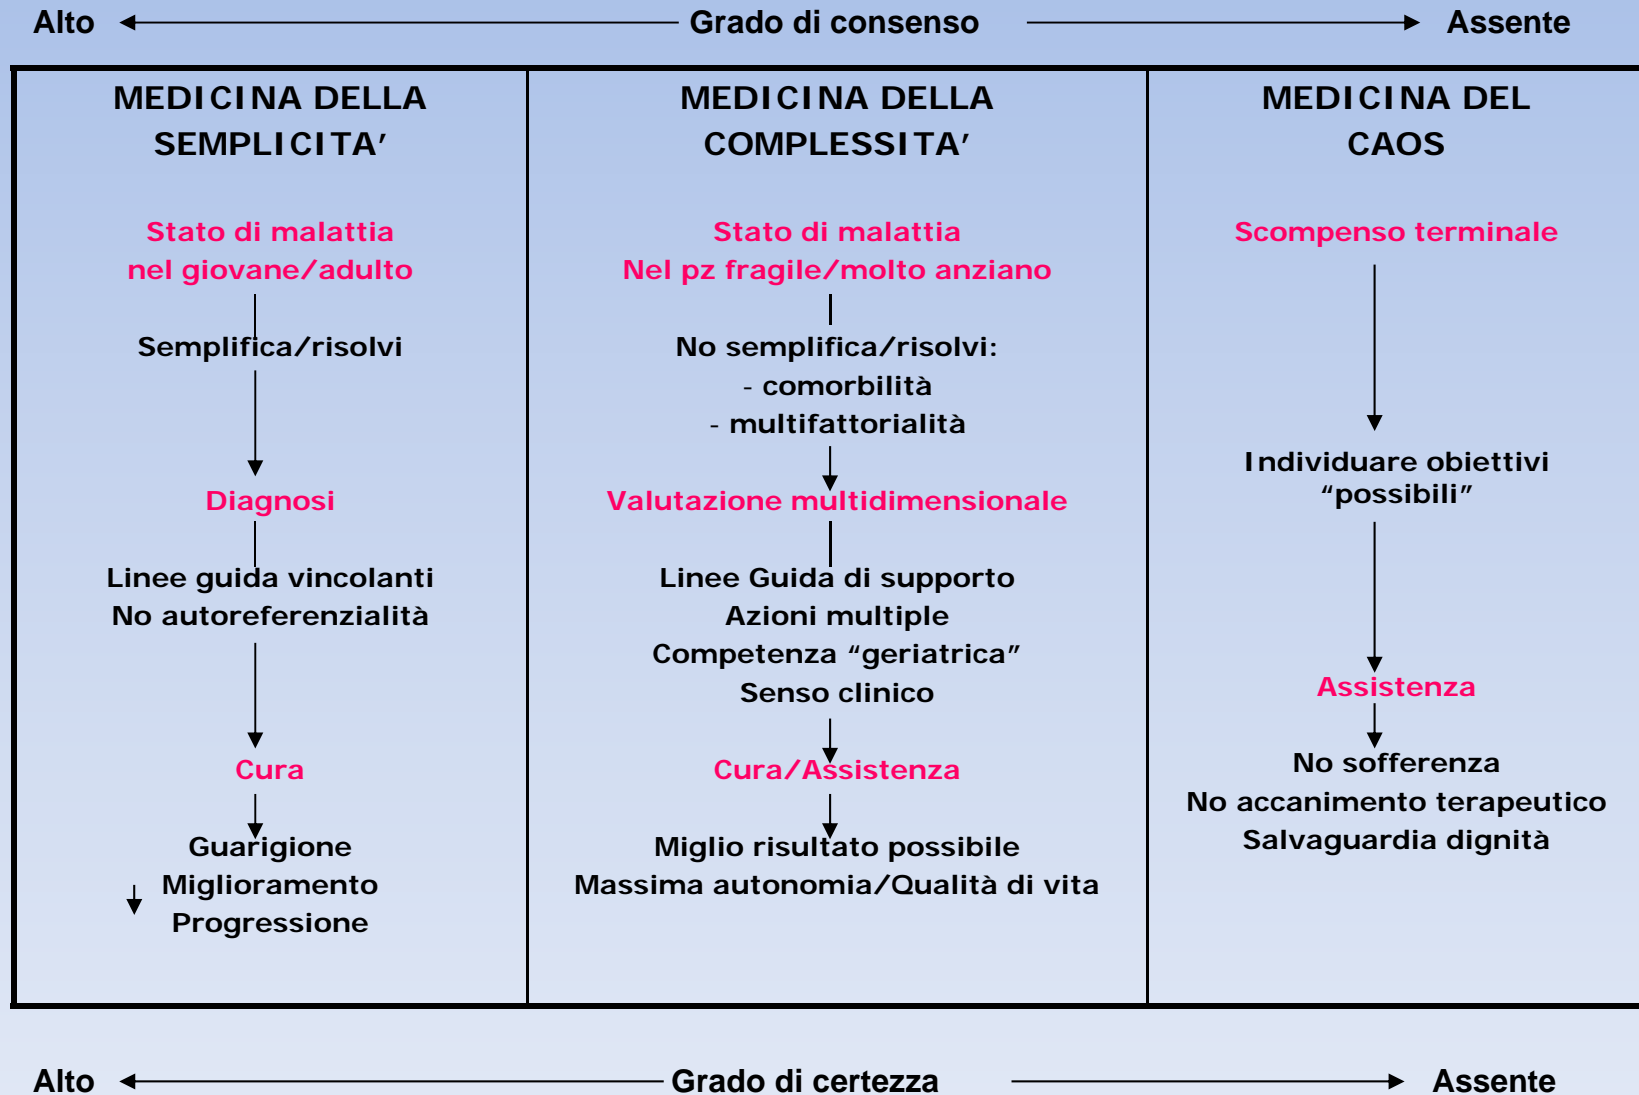 Alto Grado di consenso Assente
MEDICINA DELLA
SEMPLICITA’
Stato di malattia
nel giovane/adulto
Semplifica/risolvi
Diagnosi
Linee guida vincolanti
No autoreferenzialità
Cura
Guarigione
Miglioramento
Progressione
MEDICINA DELLA
COMPLESSITA’
Stato di malattia
Nel pz fragile/molto anziano
No semplifica/risolvi:
- comorbilità
- multifattorialità
Valutazione multidimensionale
Linee Guida di supporto
Azioni multiple
Competenza “geriatrica”
Senso clinico
Cura/Assistenza
Miglio risultato possibile
Massima autonomia/Qualità di vita
MEDICINA DEL
CAOS
Scompenso terminale
Individuare obiettivi
“possibili”
Assistenza
No sofferenza
No accanimento terapeutico
Salvaguardia dignità
Alto Grado di certezza Assente